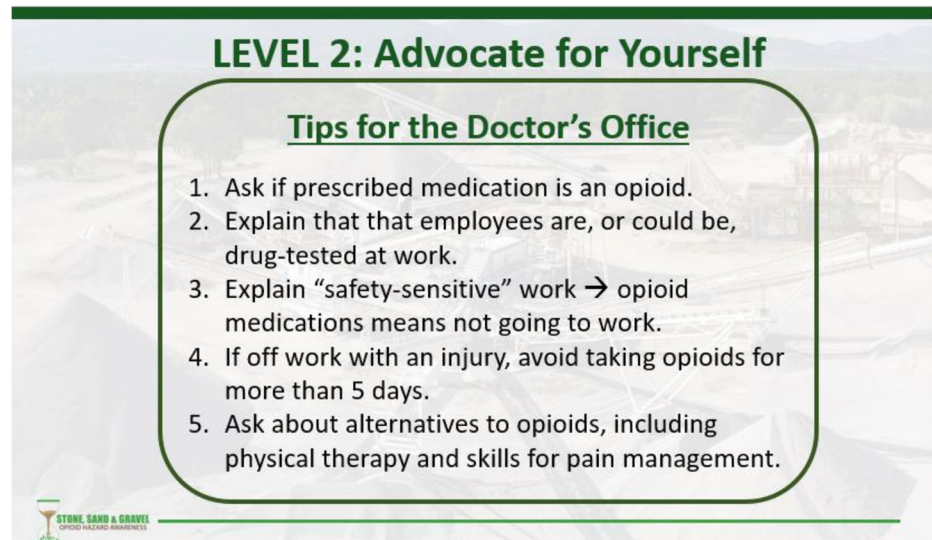 LEVEL 2: Advocate for Yourself
Tips for the Doctor's Office
1. Ask if prescribed medication is an opioid.
2. Explain that that employees are, or could be,
drug-tested at work.
3. Explain “safety-sensitive” work → opioid
medications means not going to work.
4. If off work with an injury, avoid taking opioids for
more than 5 days.
5. Ask about alternatives to opioids, including
physical therapy and skills for pain management.
STONE, SAND & GRAVEL
OPIOID HAZARD AWARENESS